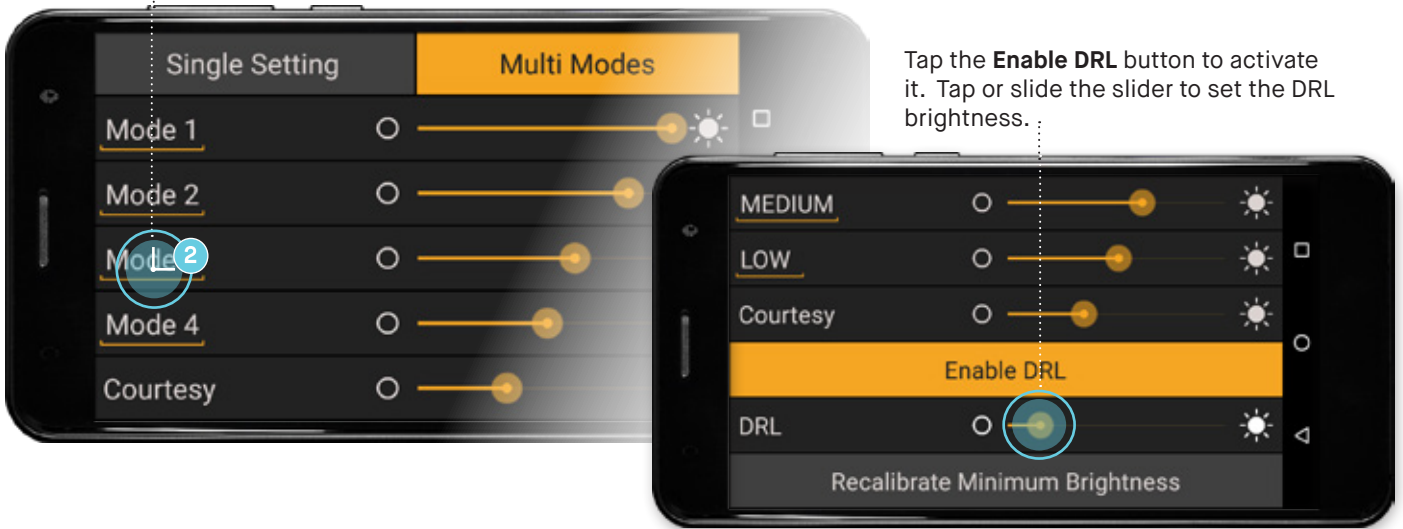 Single Setting
Multi Modes
Mode 1
Mode 2
Mode
2
Mode 4
Courtesy
Tap the Enable DRL button to activate
it. Tap or slide the slider to set the DRL
brightness.
MEDIUM
LOW
Courtesy
Enable DRL
DRL
Recalibrate Minimum Brightness